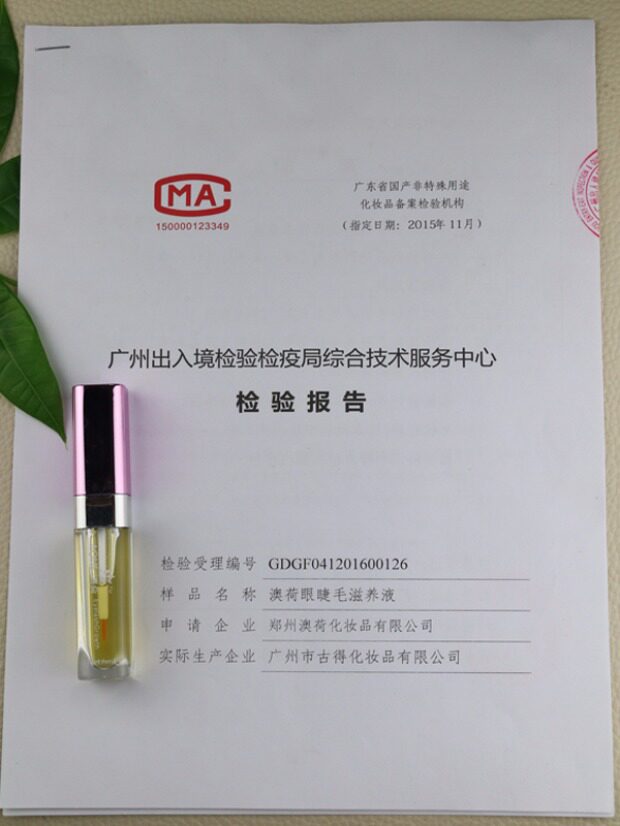 MA
150000123349
广东省国产非特殊用途
化妆品备案检验机构
（指定日期：2015年11月）
广州出入境检验检疫局综合技术服务中心
检验报告
检验受理编号 GDGF041201600126
样品名称 澳荷眼睫毛滋养液
申请企业 郑州澳荷化妆品有限公司
实际生产企业 广州市古得化妆品有限公司